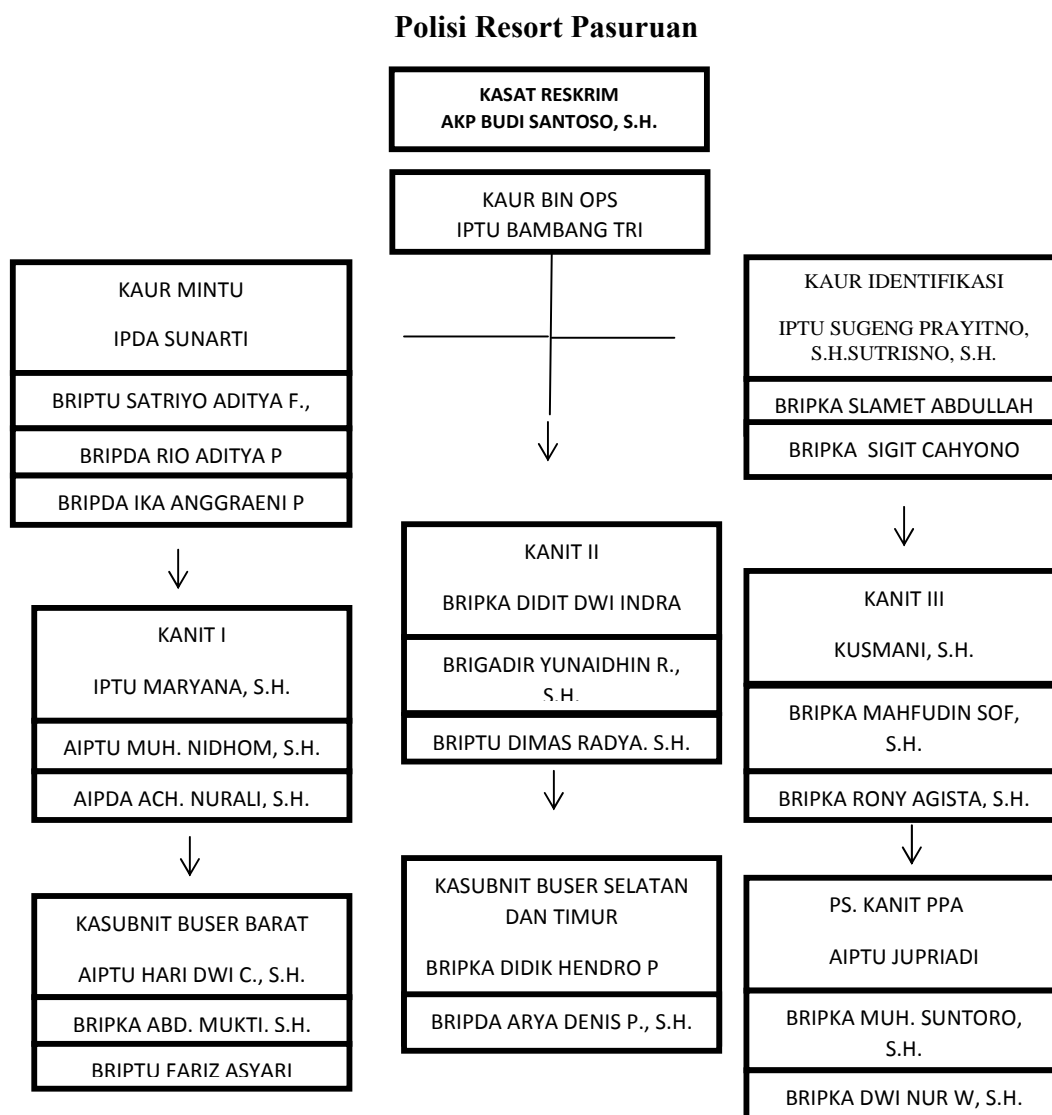 Polisi Resort Pasuruan
KASAT RESKRIM
AKP BUDI SANTOSO, S.H.
KAUR BIN OPS
IPTU BAMBANG TRI
KAUR MINTU
IPDA SUNARTI
BRIPTU SATRIYO ADITYA F.,
BRIPDA RIO ADITYA P
BRIPDA IKA ANGGRAENI P
KAUR IDENTIFIKASI
IPTU SUGENG PRAYITNO,
S.H.SUTRISNO, S.H.
BRIPKA SLAMET ABDULLAH
BRIPKA  SIGIT CAHYONO
KANIT I
IPTU MARYANA, S.H.
AIPTU MUH. NIDHOM, S.H.
AIPDA ACH. NURALI, S.H.
KANIT II
BRIPKA DIDIT DWI INDRA
BRIGADIR YUNAIDHIN R.,
S.H.
BRIPTU DIMAS RADYA. S.H.
KANIT III
KUSMANI, S.H.
BRIPKA MAHFUDIN SOF,
S.H.
BRIPKA RONY AGISTA, S.H.
KASUBNIT BUSER BARAT
AIPTU HARI DWI C., S.H.
BRIPKA ABD. MUKTI. S.H.
BRIPTU FARIZ ASYARI
KASUBNIT BUSER SELATAN
DAN TIMUR
BRIPKA DIDIK HENDRO P
BRIPDA ARYA DENIS P., S.H.
PS. KANIT PPA
AIPTU JUPRIADI
BRIPKA MUH. SUNTORO,
S.H.
BRIPKA DWI NUR W, S.H.